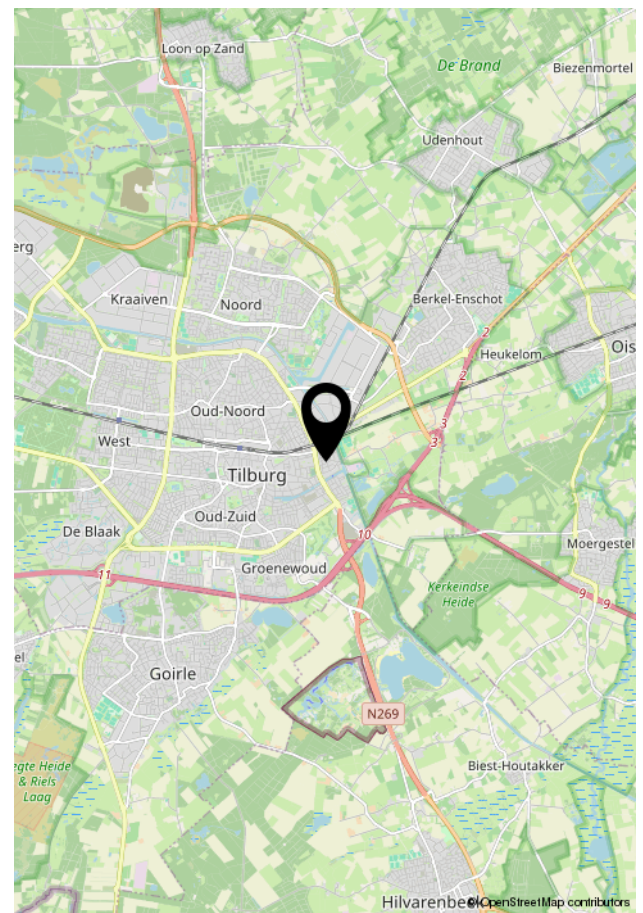 Loon op Zand
De Brand
Biezenmortel
Udenhout
erg
Kraaiven
Noord
Berkel-Enschot
2
Heukelom
Ois
2
Oud-Noord
3
3
West
Tilburg
Oud-Zuid
De Blaak
10
Moergestel
Groenewoud
11
Kerkeindse
Heide
9
9
el
Goirle
N269
egte Heide
& Riels
Laag
Biest-Houtakker
Hilvarenbeek
© OpenStreetMap contributors